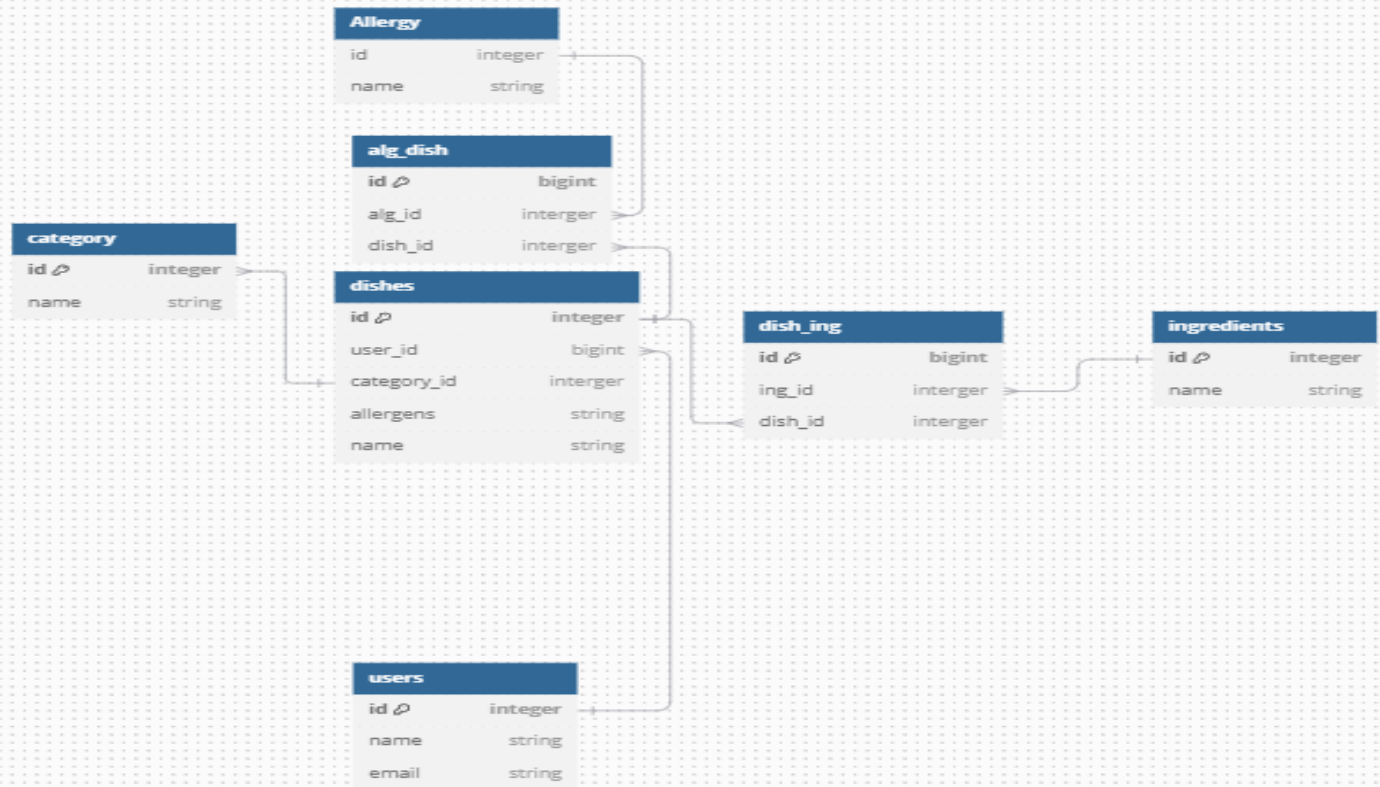 Allergy
id integer
name string
alg_dish
id bigint
alg_id interger
dish_id interger
category
id integer
name string
dishes
id integer
user_id bigint
category_id interger
allergens string
name string
dish_ing
id bigint
ing_id interger
dish_id interger
ingredients
id integer
name string
users
id integer
name string
email string